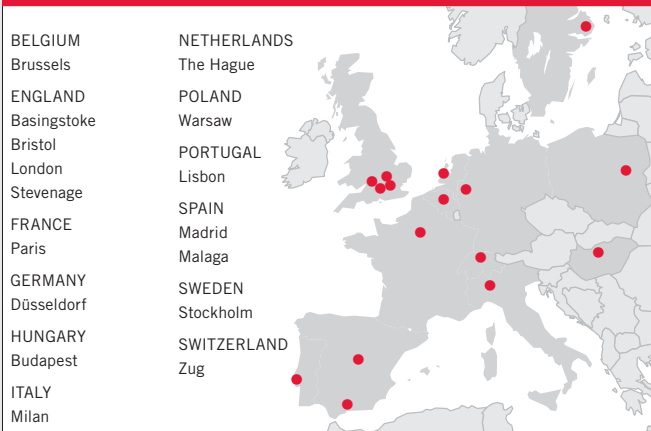 BELGIUM
Brussels
ENGLAND
Basingstoke
Bristol
London
Stevenage
FRANCE
Paris
GERMANY
Düsseldorf
HUNGARY
Budapest
ITALY
Milan
NETHERLANDS
The Hague
POLAND
Warsaw
PORTUGAL
Lisbon
SPAIN
Madrid
Malaga
SWEDEN
Stockholm
SWITZERLAND
Zug